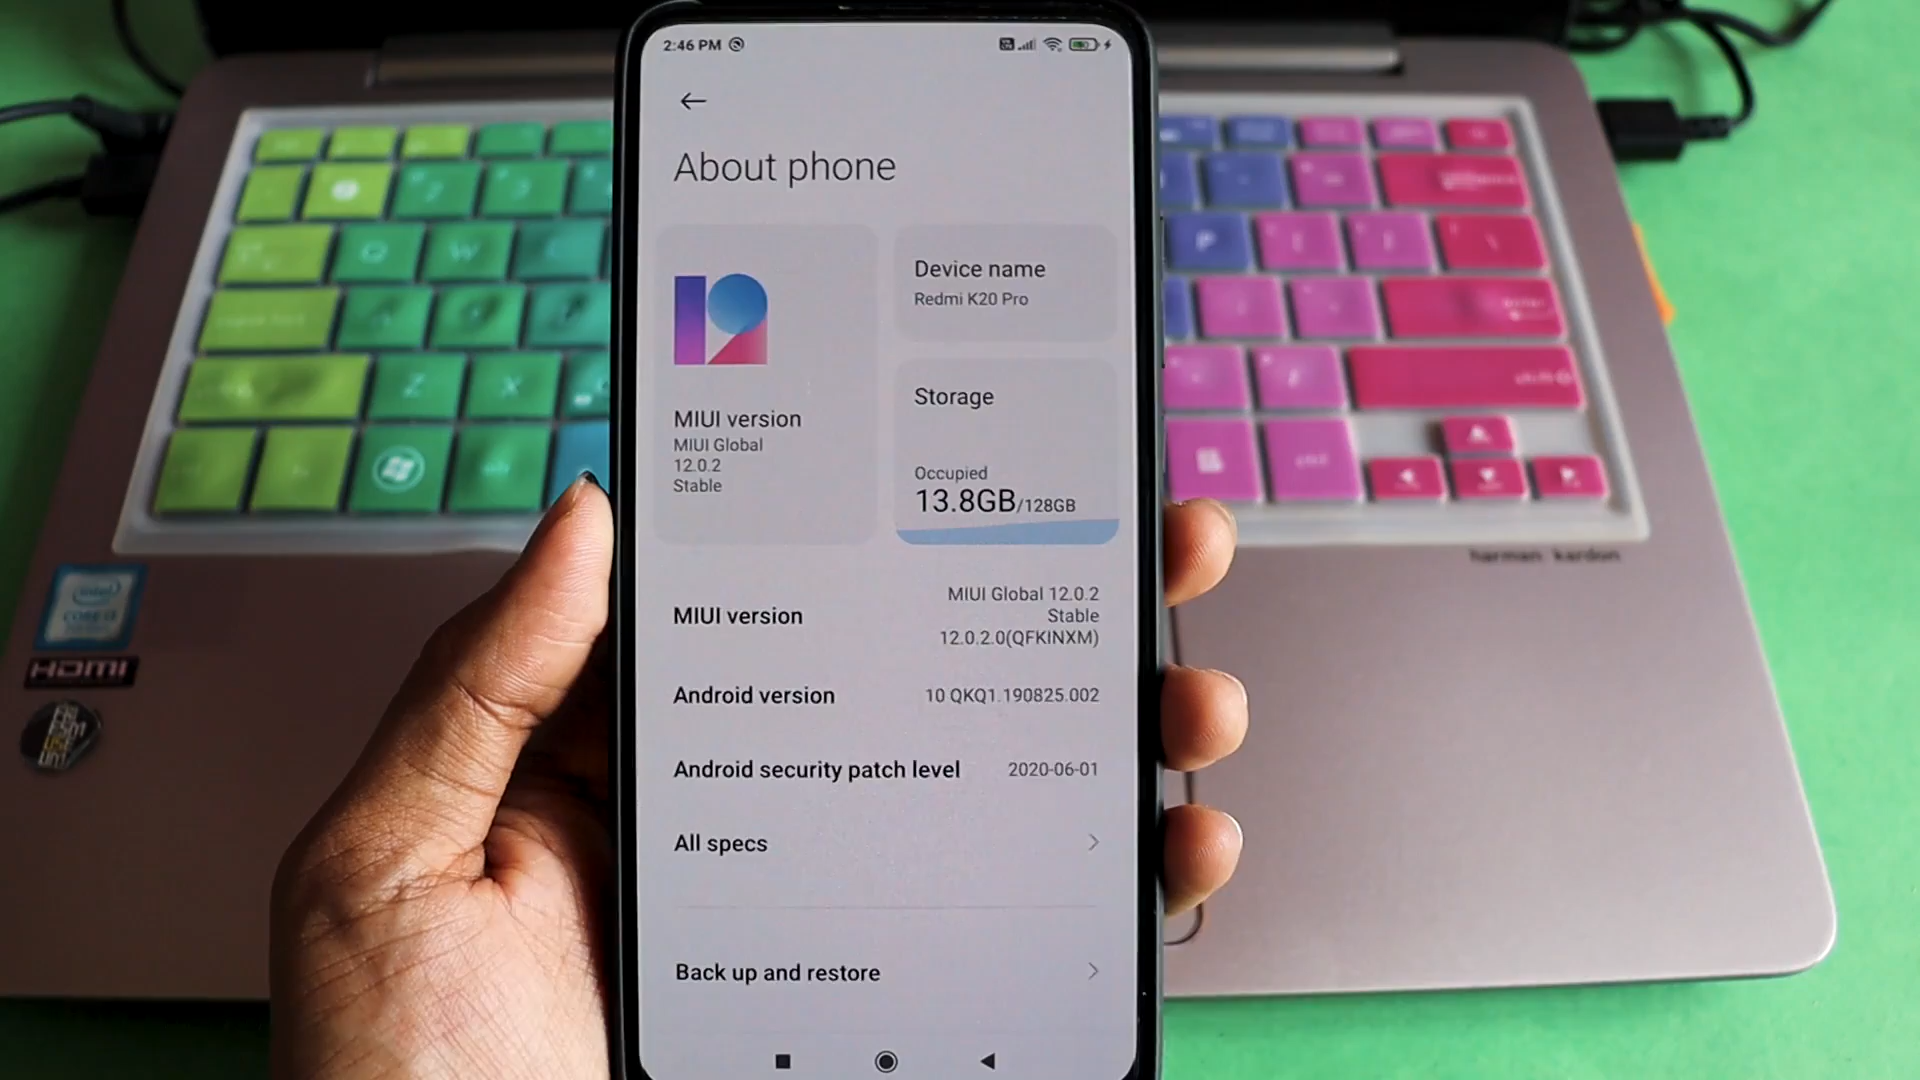 2:46 PM
About phone
MIUI version
MIUI Global
12.0.2
Stable
Device name
Redmi K20 Pro
Storage
Occupied
13.8GB/128GB
MIUI version
MIUI Global 12.0.2
Stable
12.0.2.0(QFKINXM)
Android version
10 QKQ1.190825.002
Android security patch level
2020-06-01
All specs
Back up and restore
Q
W
Z
X
P
intel
CORE i3
HDMI
harman kardon